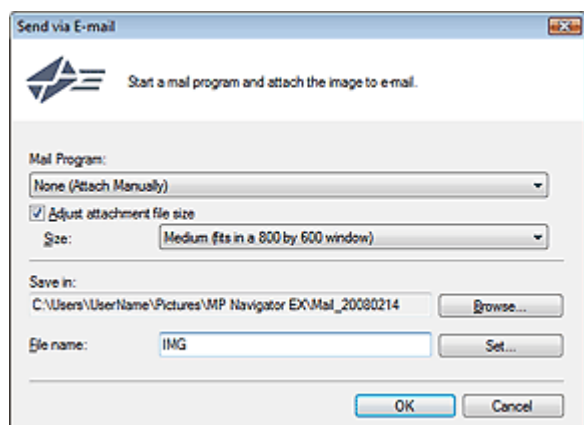 Send via E-mail
Start a mail program and attach the image to e-mail.
Mail Program:
None (Attach Manually)
Adjust attachment file size
Size: Medium (fits in a 800 by 600 window)
Save in:
C:\Users\UserName\Pictures\MP Navigator EX\Mail_20080214 Browse...
File name: IMG Set...
OK Cancel